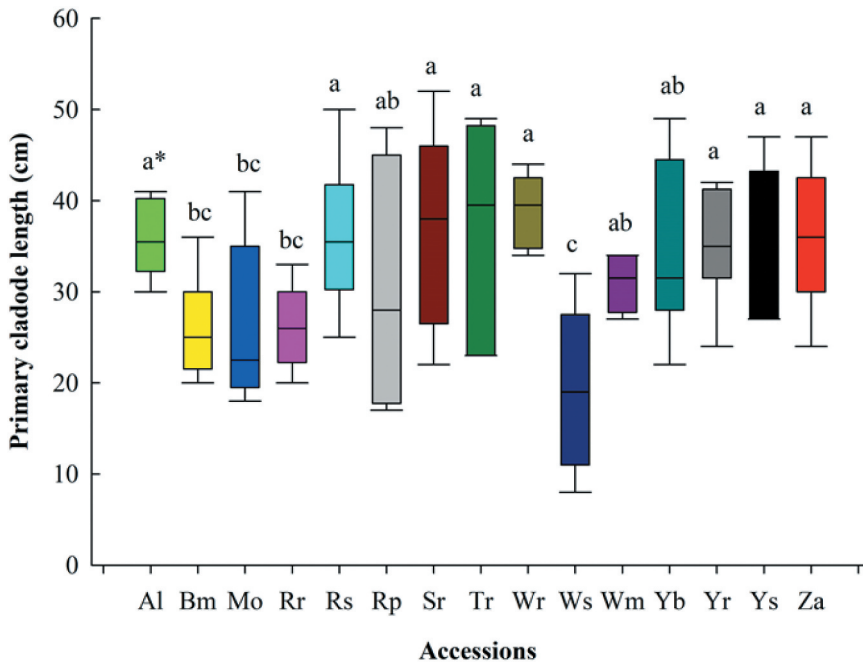 Primary cladode length (cm)
60
50
40
30
20
10
0
a*
bc
bc
bc
a
ab
a
a
a
c
ab
ab
a
a
a
Al Bm Mo Rr Rs Rp Sr Tr Wr Ws Wm Yb Yr Ys Za
Accessions